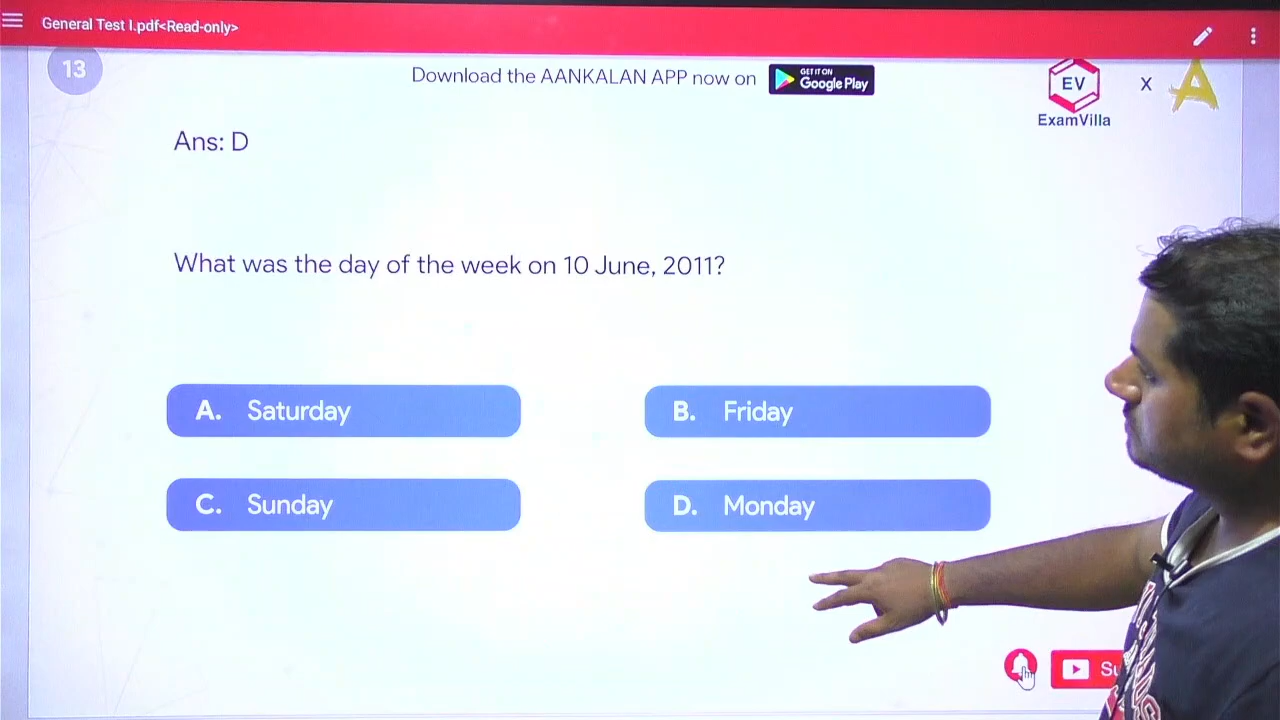 General Test I.pdf<Read-only>
13
Download the AANKALAN APP now on
GET IT ON
Google Play
EV
ExamVilla
X
A
Ans: D
What was the day of the week on 10 June, 2011?
A. Saturday
B. Friday
C. Sunday
D. Monday